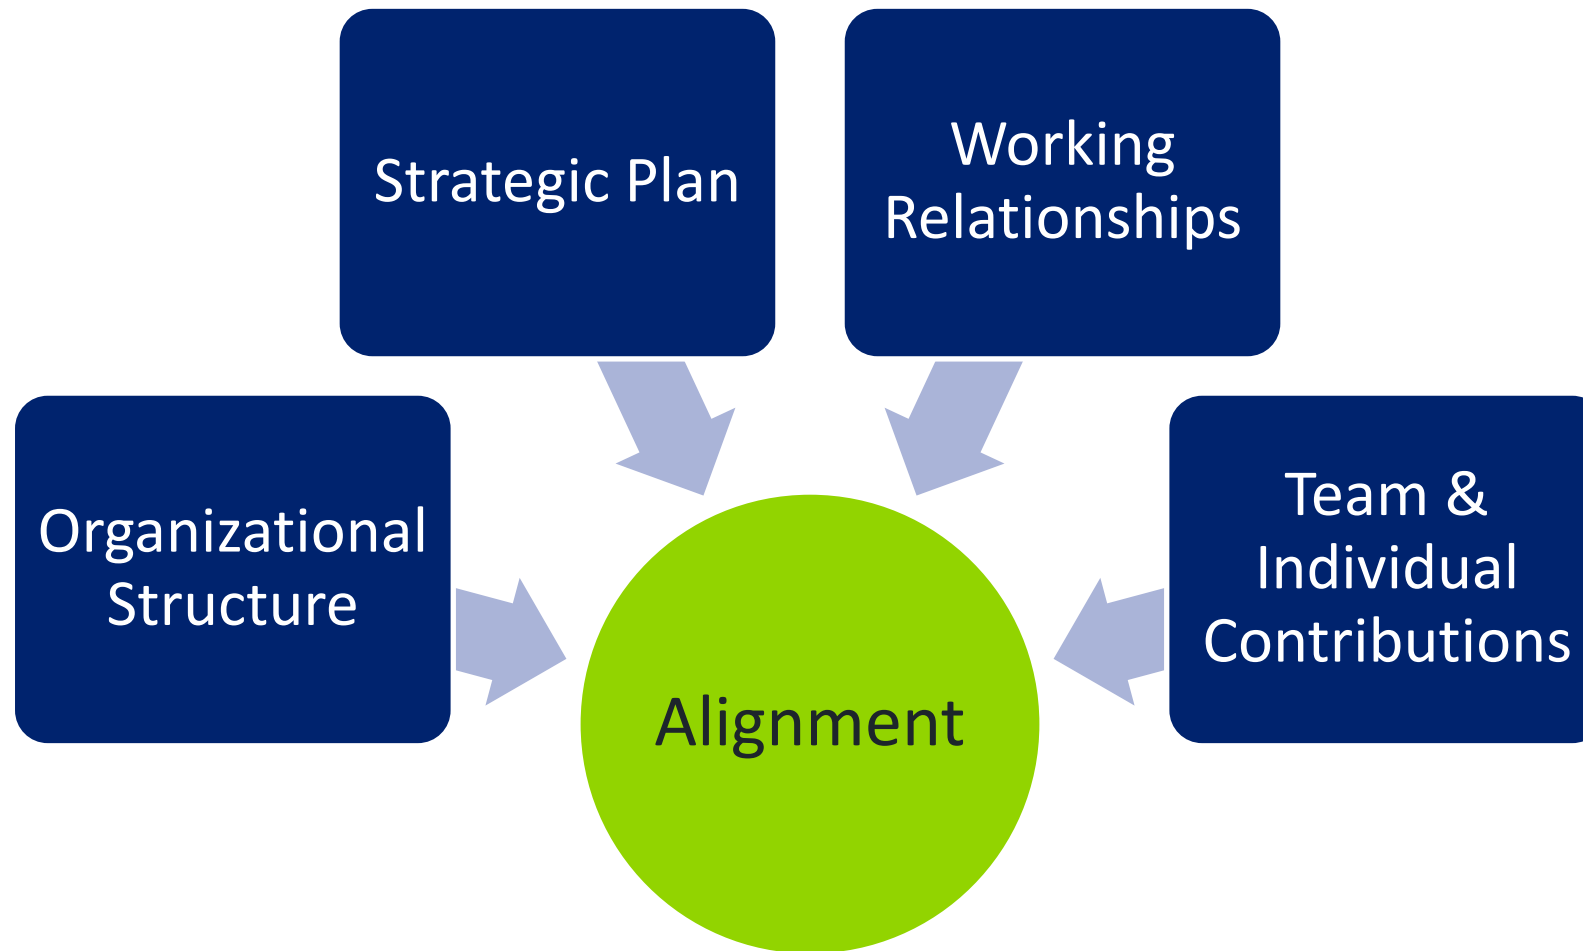 Strategic Plan
Working
Relationships
Organizational
Structure
Team &
Individual
Contributions
Alignment